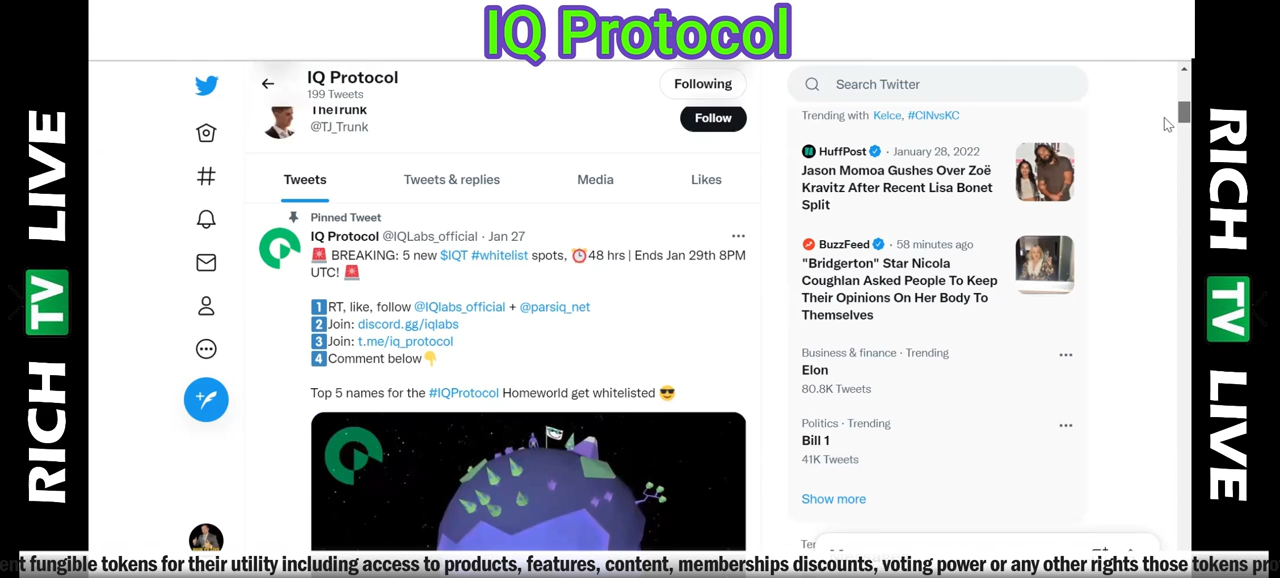 IQ Protocol
RICH TV LIVE
IQ Protocol
199 Tweets
Following
TheTrunk
@TJ_Trunk
Follow
Tweets
Tweets & replies
Media
Likes
Pinned Tweet
IQ Protocol @IQLabs_official · Jan 27
🚨 BREAKING: 5 new $IQT #whitelist spots, ⏰48 hrs | Ends Jan 29th 8PM
UTC! 🚨
1️⃣RT, like, follow @IQlabs_official + @parsiq_net
2️⃣Join: discord.gg/iqlabs
3️⃣Join: t.me/iq_protocol
4️⃣Comment below👇
Top 5 names for the #IQProtocol Homeworld get whitelisted 😎
Search Twitter
Trending with Kelce, #CINvsKC
HuffPost · January 28, 2022
Jason Momoa Gushes Over Zoë
Kravitz After Recent Lisa Bonet
Split
BuzzFeed · 58 minutes ago
"Bridgerton" Star Nicola
Coughlan Asked People To Keep
Their Opinions On Her Body To
Themselves
Business & finance · Trending
Elon
80.8K Tweets
Politics · Trending
Bill 1
41K Tweets
Show more
RICH TV LIVE
ent fungible tokens for their utility including access to products, features, content, memberships discounts, voting power or any other rights those tokens pro